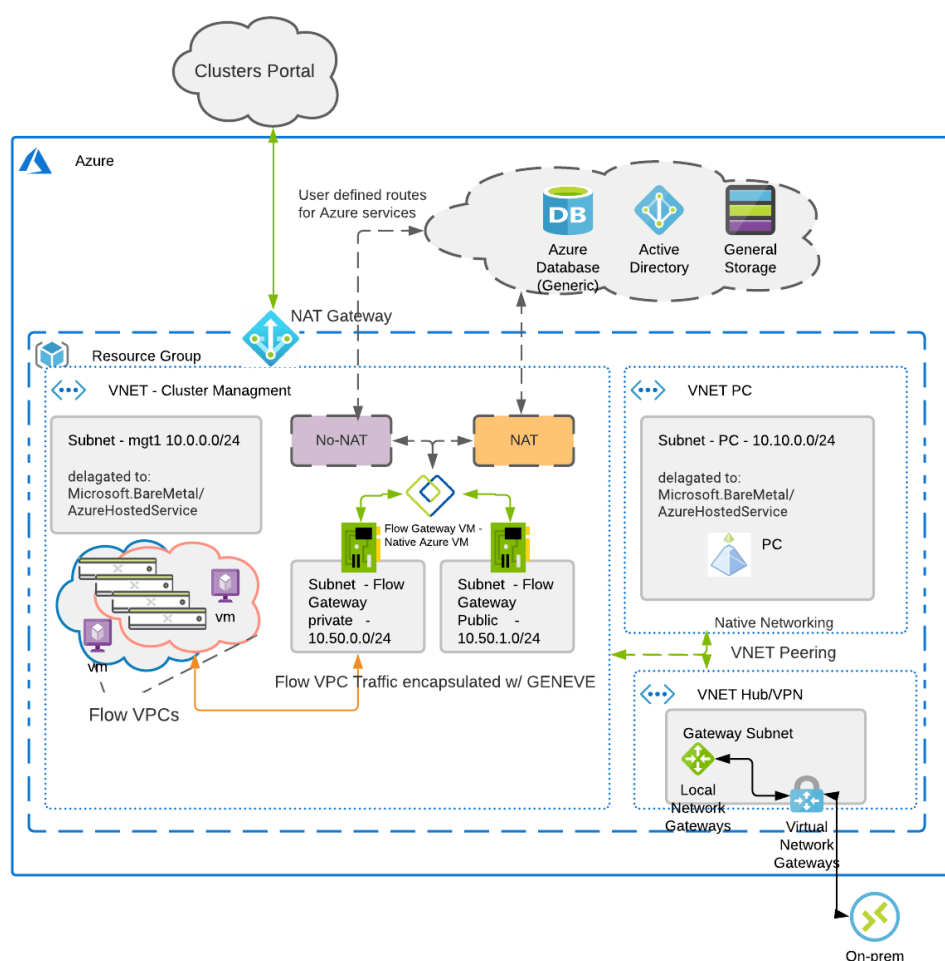 Clusters Portal
Azure
User defined routes
for Azure services
DB
Azure
Database
(Generic)
Active
Directory
General
Storage
NAT Gateway
Resource Group
VNET - Cluster Managment
VNET PC
Subnet - mgt1 10.0.0.0/24
delagated to:
Microsoft.BareMetal/
AzureHostedService
No-NAT
NAT
Subnet - PC - 10.10.0.0/24
delagated to:
Microsoft.BareMetal/
AzureHostedService
PC
Flow Gateway VM -
Native Azure VM
Subnet - Flow
Gateway
private -
10.50.0.0/24
Subnet - Flow
Gateway
Public -
10.50.1.0/24
vm
vm
Native Networking
VNET Peering
Flow VPC Traffic encapsulated w/ GENEVE
Flow VPCs
VNET Hub/VPN
Gateway Subnet
Local
Network
Gateways
Virtual
Network
Gateways
On-prem